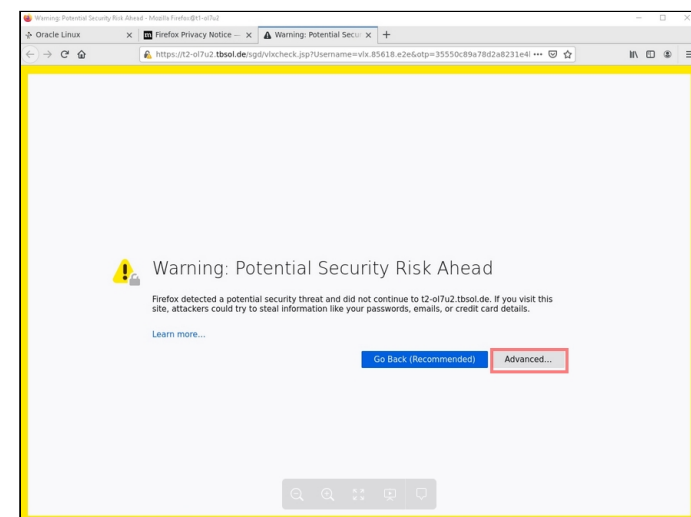 Warning: Potential Security Risk Ahead - Mozilla Firefox@t1-ol7u2
Oracle Linux
Firefox Privacy Notice —
Warning: Potential Secur
https://t2-ol7u2.tbsol.de/sgd/vlxcheck.jsp?Username=vlx.85618.e2e&otp=35550c89a78d2a8231e4
Warning: Potential Security Risk Ahead
Firefox detected a potential security threat and did not continue to t2-ol7u2.tbsol.de. If you visit this
site, attackers could try to steal information like your passwords, emails, or credit card details.
Learn more...
Go Back (Recommended)
Advanced...